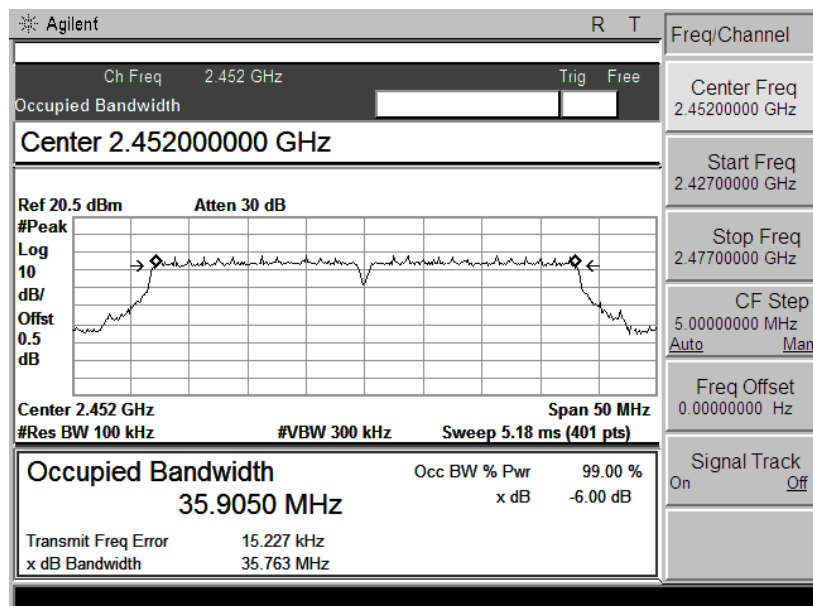 Agilent R T
Ch Freq 2.452 GHz Trig Free
Occupied Bandwidth
Center 2.452000000 GHz
Ref 20.5 dBm Atten 30 dB
#Peak
Log
10
dB/
Offst
0.5
dB
Center 2.452 GHz Span 50 MHz
#Res BW 100 kHz #VBW 300 kHz Sweep 5.18 ms (401 pts)
Occupied Bandwidth
35.9050 MHz
Occ BW % Pwr 99.00 %
x dB -6.00 dB
Transmit Freq Error 15.227 kHz
x dB Bandwidth 35.763 MHz
Freq/Channel
Center Freq
2.45200000 GHz
Start Freq
2.42700000 GHz
Stop Freq
2.47700000 GHz
CF Step
5.00000000 MHz
Auto Man
Freq Offset
0.00000000 Hz
Signal Track
On Off